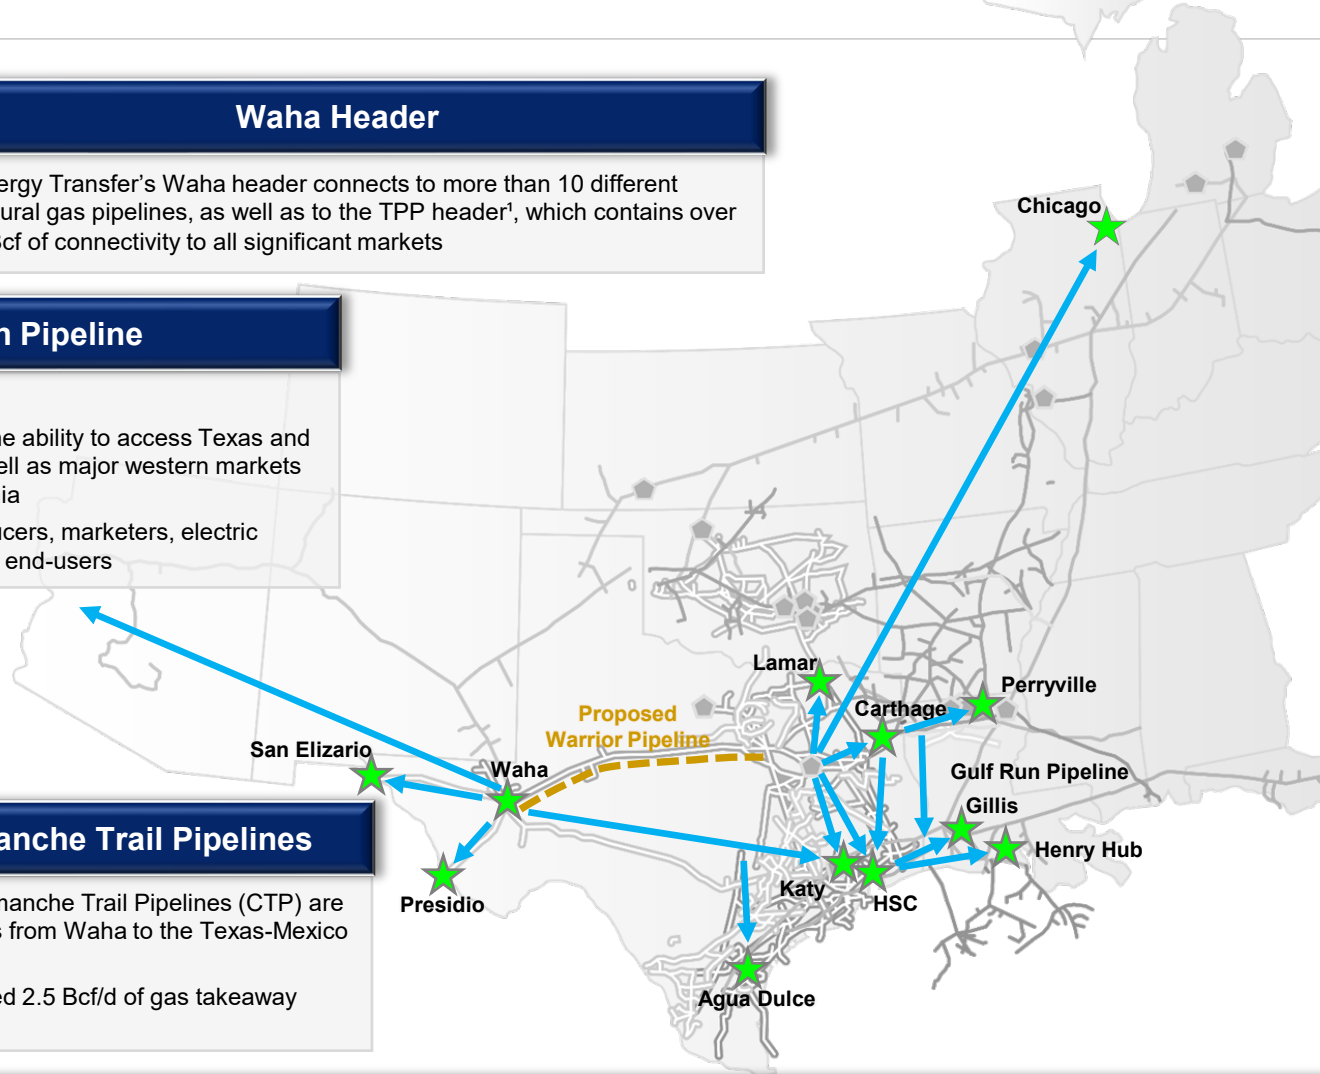 Waha Header
ergy Transfer's Waha header connects to more than 10 different
ural gas pipelines, as well as to the TPP header¹, which contains over
Bcf of connectivity to all significant markets
n Pipeline
he ability to access Texas and
ell as major western markets
ia
ucers, marketers, electric
end-users
Chicago
Lamar
Perryville
Carthage
Proposed
Warrior Pipeline
San Elizario
Waha
Gulf Run Pipeline
Gillis
Henry Hub
Katy
HSC
Presidio
Agua Dulce
anche Trail Pipelines
manche Trail Pipelines (CTP) are
s from Waha to the Texas-Mexico
ed 2.5 Bcf/d of gas takeaway